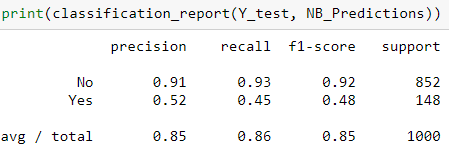 print(classification_report(Y_test, NB_Predictions))
precision recall f1-score support
No 0.91 0.93 0.92 852
Yes 0.52 0.45 0.48 148
avg / total 0.85 0.86 0.85 1000